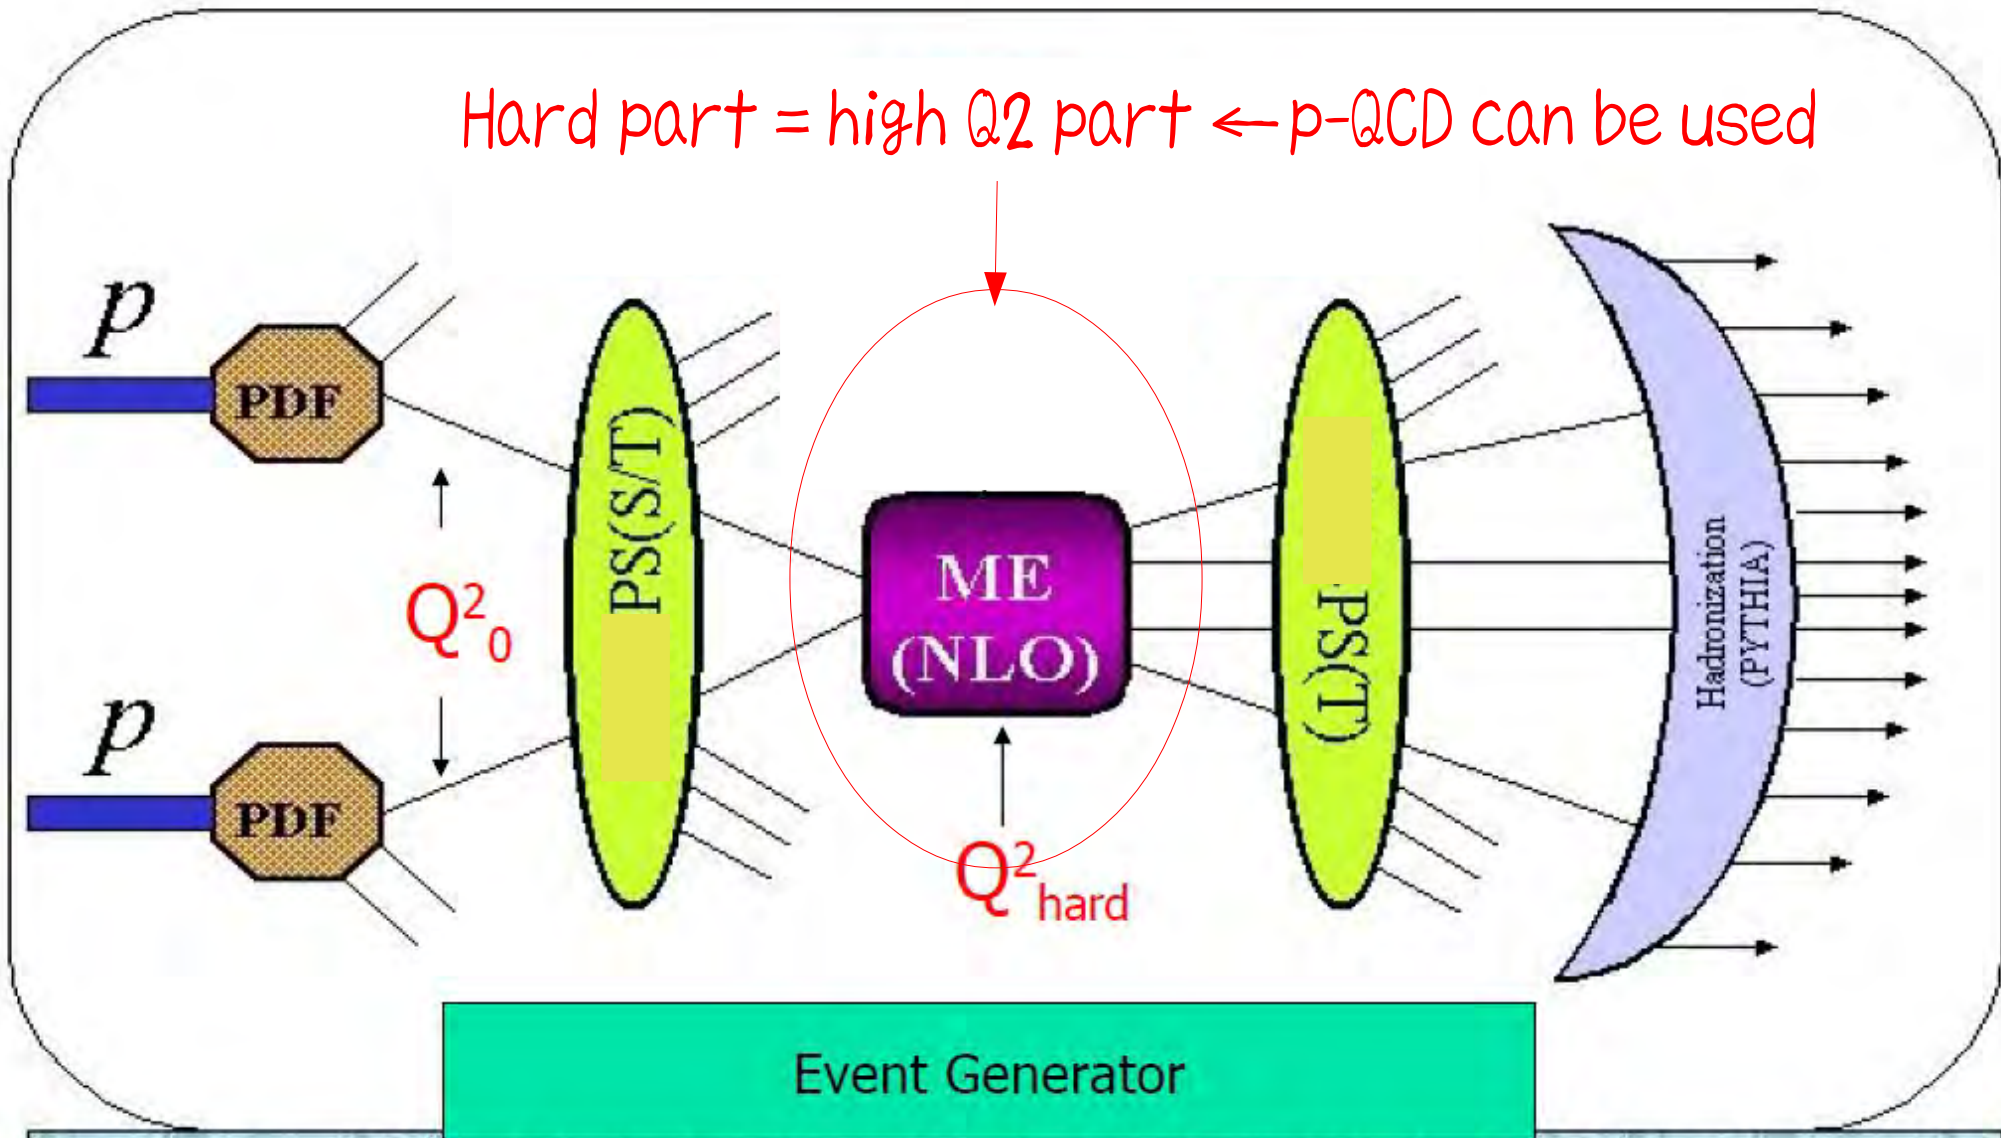 Hard part = high Q2 part ← p-QCD can be used
p
PDF
PS(S/T)
Q²₀
p
PDF
ME
(NLO)
Q²hard
PS(T)
Hadronization
(PYTHIA)
Event Generator